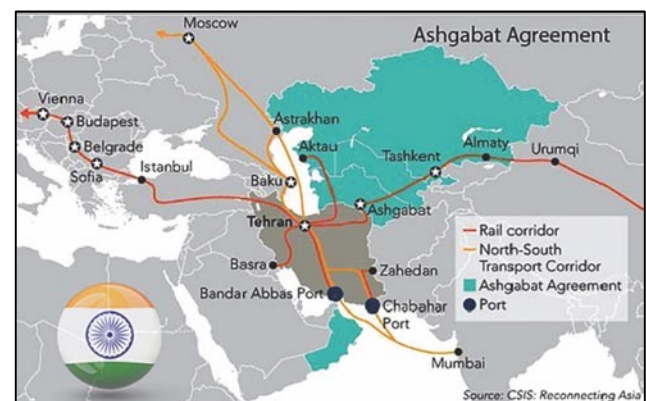 Moscow
Ashgabat Agreement
Vienna
Budapest
Belgrade
Sofia
Istanbul
Astrakhan
Aktau
Baku
Tashkent
Almaty
Urumqi
Tehran
Ashgabat
Basra
Zahedan
Bandar Abbas Port
Chabahar
Port
Mumbai
Rail corridor
North-South
Transport Corridor
Ashgabat Agreement
Port
Source: CSIS: Reconnecting Asia